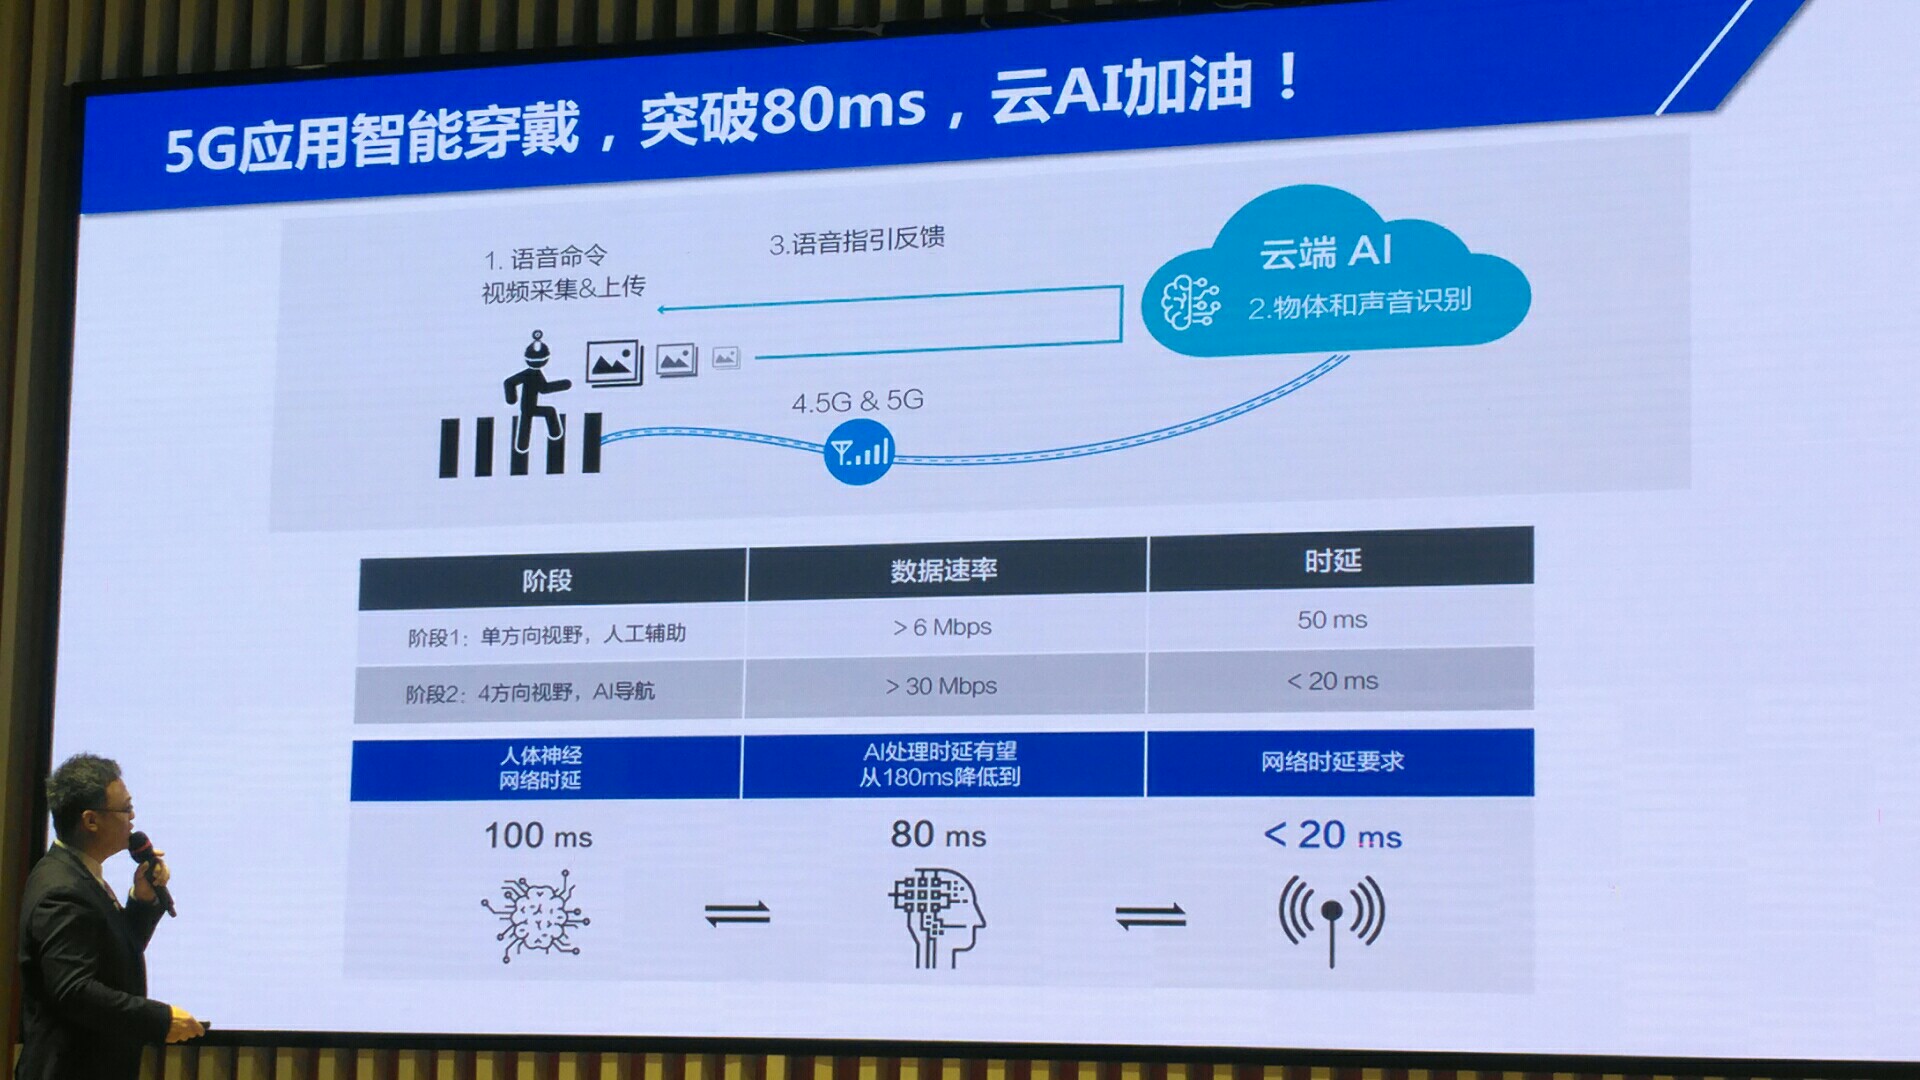 5G应用智能穿戴，突破80ms，云AI加油！
1. 语音命令
视频采集&上传
3.语音指引反馈
云端 AI
2.物体和声音识别
4.5G & 5G
阶段 数据速率 时延
阶段1：单方向视野，人工辅助 > 6 Mbps 50 ms
阶段2：4方向视野，AI导航 > 30 Mbps < 20 ms
人体神经
网络时延
AI处理时延有望
从180ms降低到
网络时延要求
100 ms 80 ms < 20 ms